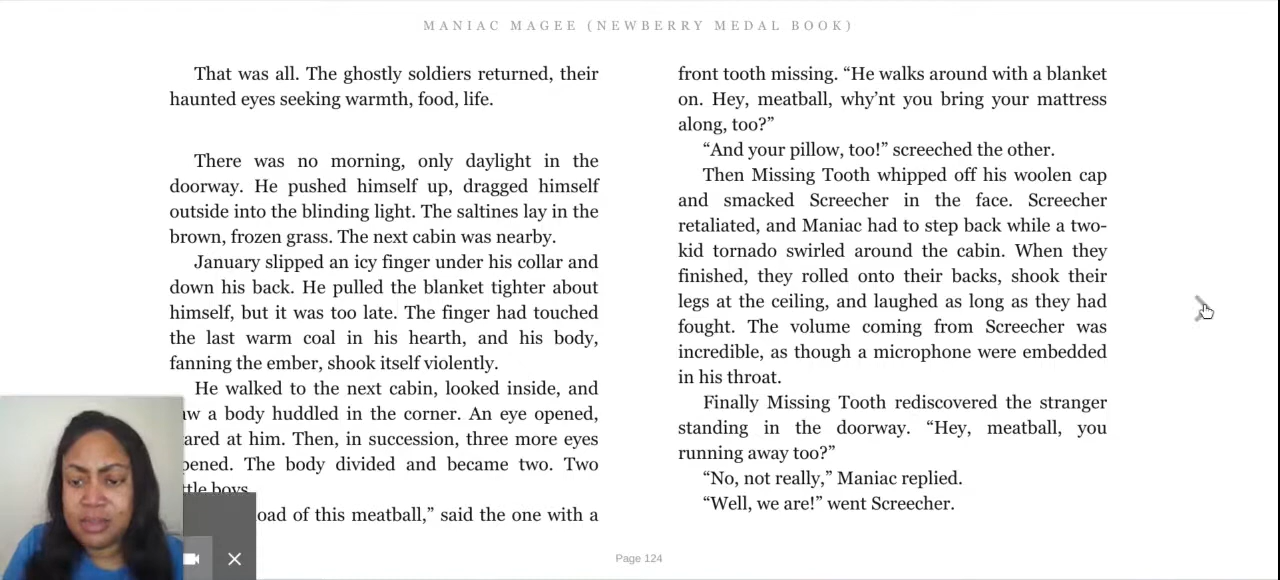 MANIAC MAGEE (NEWBERRY MEDAL BOOK)
That was all. The ghostly soldiers returned, their
haunted eyes seeking warmth, food, life.
There was no morning, only daylight in the
doorway. He pushed himself up, dragged himself
outside into the blinding light. The saltines lay in the
brown, frozen grass. The next cabin was nearby.
January slipped an icy finger under his collar and
down his back. He pulled the blanket tighter about
himself, but it was too late. The finger had touched
the last warm coal in his hearth, and his body,
fanning the ember, shook itself violently.
He walked to the next cabin, looked inside, and
aw a body huddled in the corner. An eye opened,
ared at him. Then, in succession, three more eyes
pened. The body divided and became two. Two
ttle boys.
oad of this meatball,” said the one with a
front tooth missing. “He walks around with a blanket
on. Hey, meatball, why’nt you bring your mattress
along, too?”
“And your pillow, too!” screeched the other.
Then Missing Tooth whipped off his woolen cap
and smacked Screecher in the face. Screecher
retaliated, and Maniac had to step back while a two-
kid tornado swirled around the cabin. When they
finished, they rolled onto their backs, shook their
legs at the ceiling, and laughed as long as they had
fought. The volume coming from Screecher was
incredible, as though a microphone were embedded
in his throat.
Finally Missing Tooth rediscovered the stranger
standing in the doorway. “Hey, meatball, you
running away too?”
“No, not really,” Maniac replied.
“Well, we are!” went Screecher.
Page 124